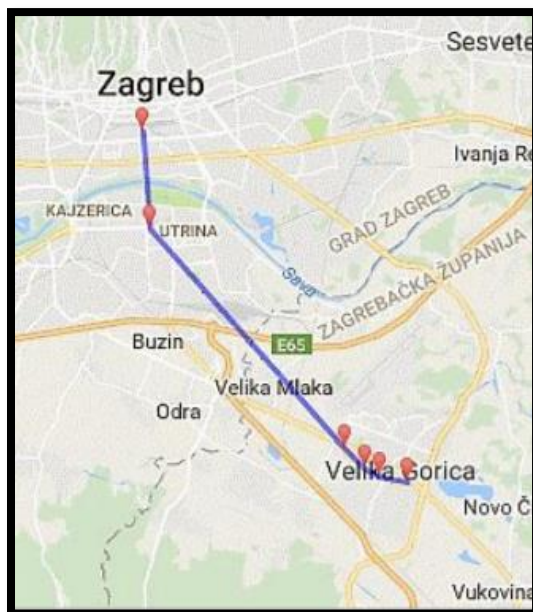 Sesvete
Zagreb
Ivanja Re
KAJZERICA
UTRINA
GRAD ZAGREB
Sava
ZAGREBAČKA ŽUPANIJA
Buzin
E65
Velika Mlaka
Odra
Velika Gorica
Novo Č
Vukovina